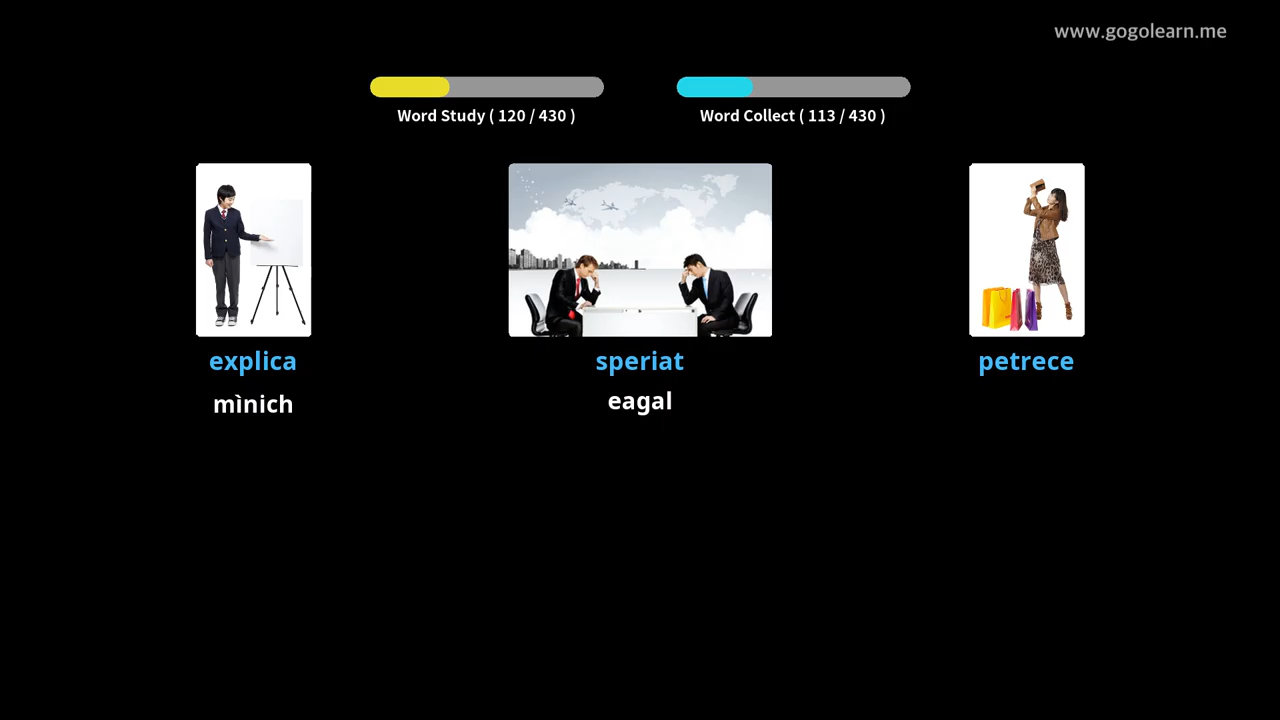 www.gogolearn.me
Word Study ( 120 / 430 )
Word Collect ( 113 / 430 )
explica
speriat
petrece
mìnich
eagal